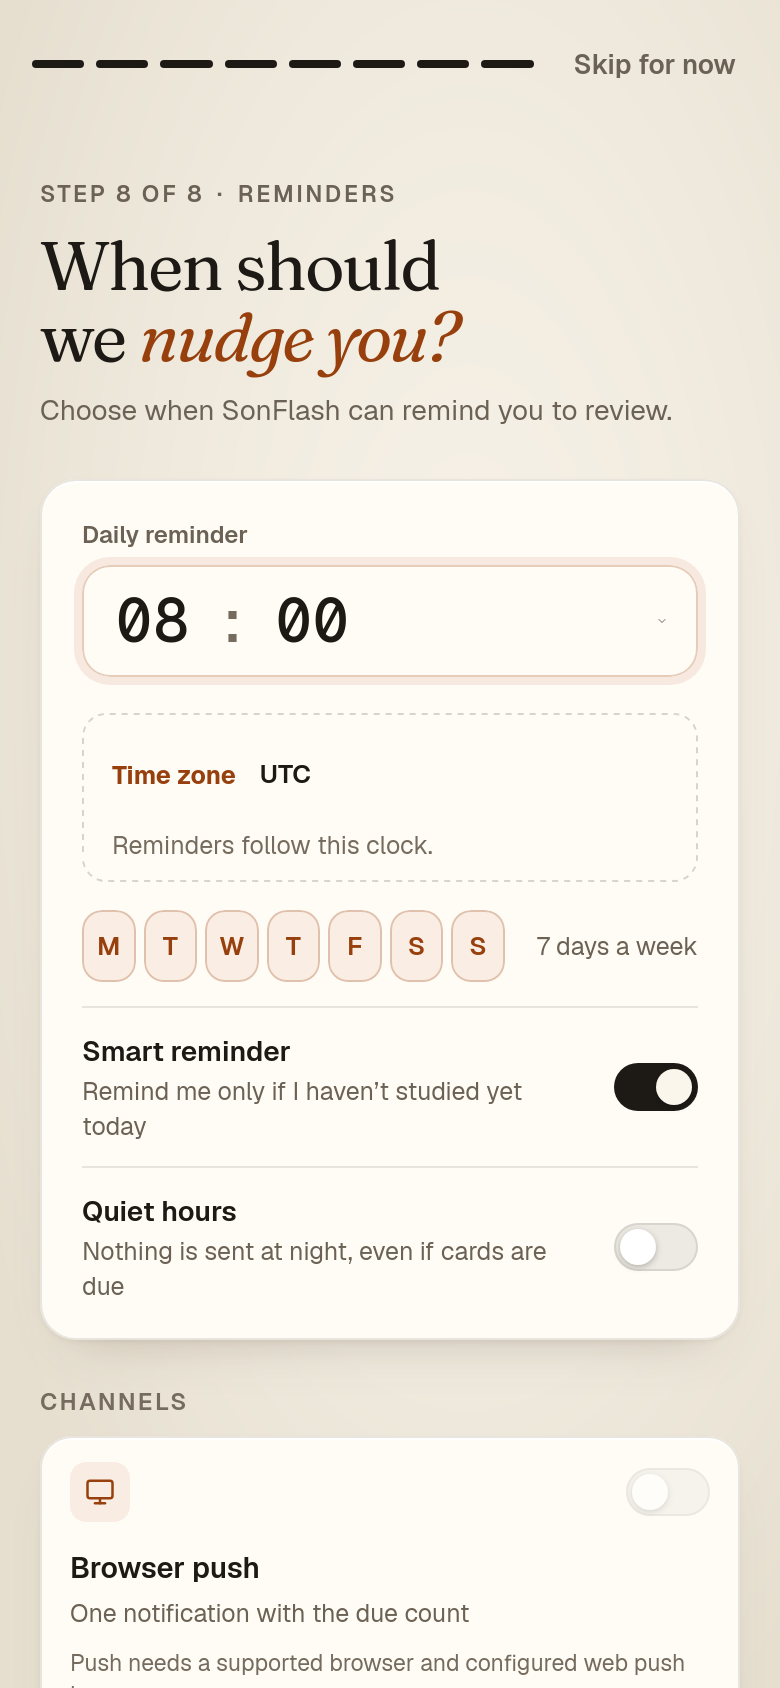 Skip for now
STEP 8 OF 8 · REMINDERS
When should
we nudge you?
Choose when SonFlash can remind you to review.
Daily reminder
08 : 00
Time zone UTC
Reminders follow this clock.
M T W T F S S 7 days a week
Smart reminder
Remind me only if I haven’t studied yet
today
Quiet hours
Nothing is sent at night, even if cards are
due
CHANNELS
Browser push
One notification with the due count
Push needs a supported browser and configured web push